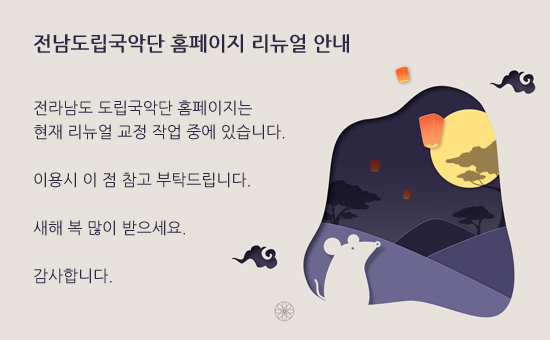 전남도립국악단 홈페이지 리뉴얼 안내
전라남도 도립국악단 홈페이지는
현재 리뉴얼 교정 작업 중에 있습니다.
이용시 이 점 참고 부탁드립니다.
새해 복 많이 받으세요.
감사합니다.